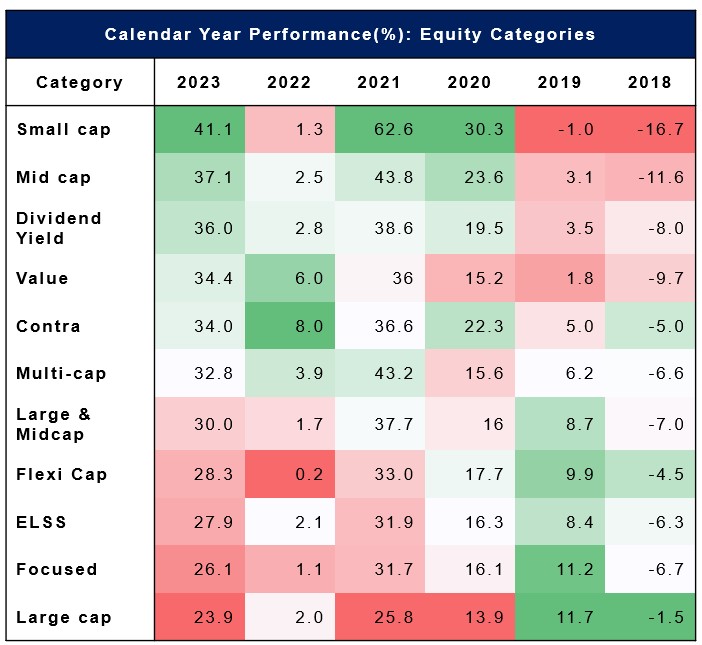 Calendar Year Performance(%): Equity Categories
Category 2023 2022 2021 2020 2019 2018
Small cap 41.1 1.3 62.6 30.3 -1.0 -16.7
Mid cap 37.1 2.5 43.8 23.6 3.1 -11.6
Dividend
Yield 36.0 2.8 38.6 19.5 3.5 -8.0
Value 34.4 6.0 36 15.2 1.8 -9.7
Contra 34.0 8.0 36.6 22.3 5.0 -5.0
Multi-cap 32.8 3.9 43.2 15.6 6.2 -6.6
Large &
Midcap 30.0 1.7 37.7 16 8.7 -7.0
Flexi Cap 28.3 0.2 33.0 17.7 9.9 -4.5
ELSS 27.9 2.1 31.9 16.3 8.4 -6.3
Focused 26.1 1.1 31.7 16.1 11.2 -6.7
Large cap 23.9 2.0 25.8 13.9 11.7 -1.5